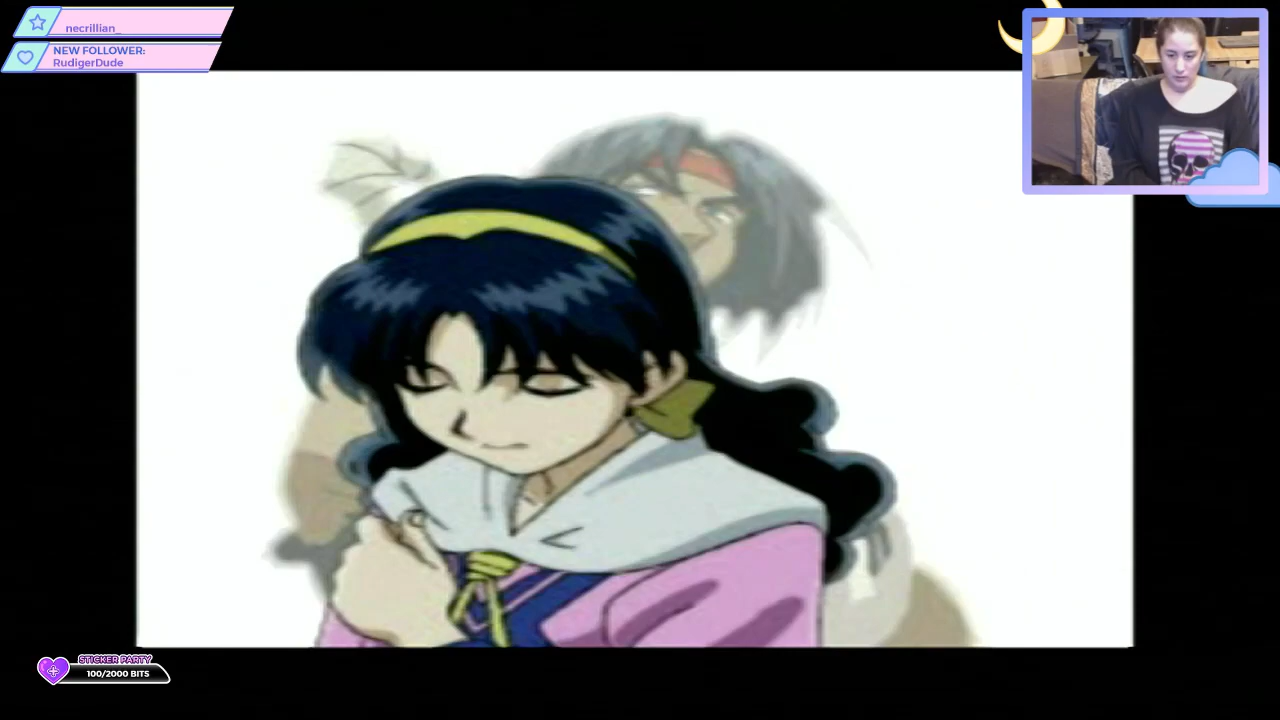 necrillian_
NEW FOLLOWER:
RudigerDude
STICKER PARTY
100/2000 BITS